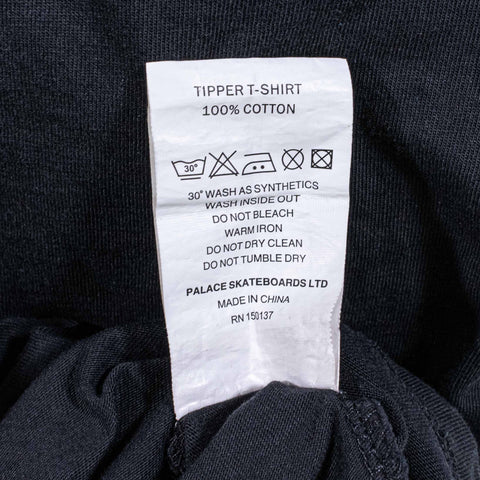 TIPPER T-SHIRT
100% COTTON
30°
30° WASH AS SYNTHETICS
WASH INSIDE OUT
DO NOT BLEACH
WARM IRON
DO NOT DRY CLEAN
DO NOT TUMBLE DRY
PALACE SKATEBOARDS LTD
MADE IN CHINA
RN 150137